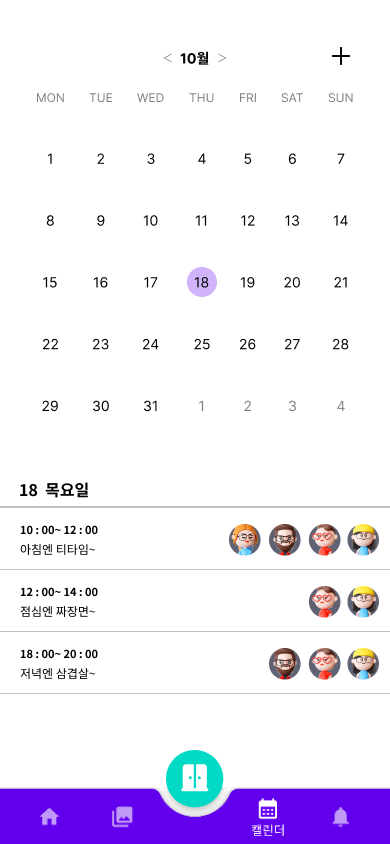 < 10월 >
MON TUE WED THU FRI SAT SUN
1 2 3 4 5 6 7
8 9 10 11 12 13 14
15 16 17 18 19 20 21
22 23 24 25 26 27 28
29 30 31 1 2 3 4
18 목요일
10 : 00~ 12 : 00
아침엔 티타임~
12 : 00~ 14 : 00
점심엔 짜장면~
18 : 00~ 20 : 00
저녁엔 삼겹살~
캘린더